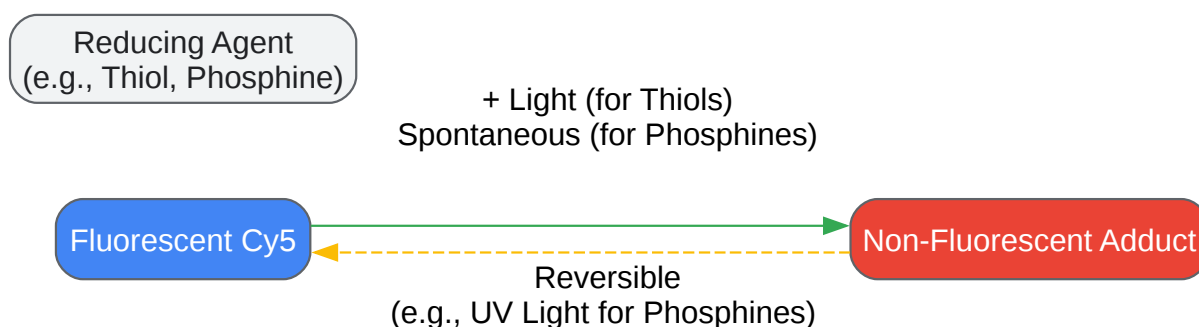 Reducing Agent
(e.g., Thiol, Phosphine)
+ Light (for Thiols)
Spontaneous (for Phosphines)
Fluorescent Cy5
Non-Fluorescent Adduct
Reversible
(e.g., UV Light for Phosphines)